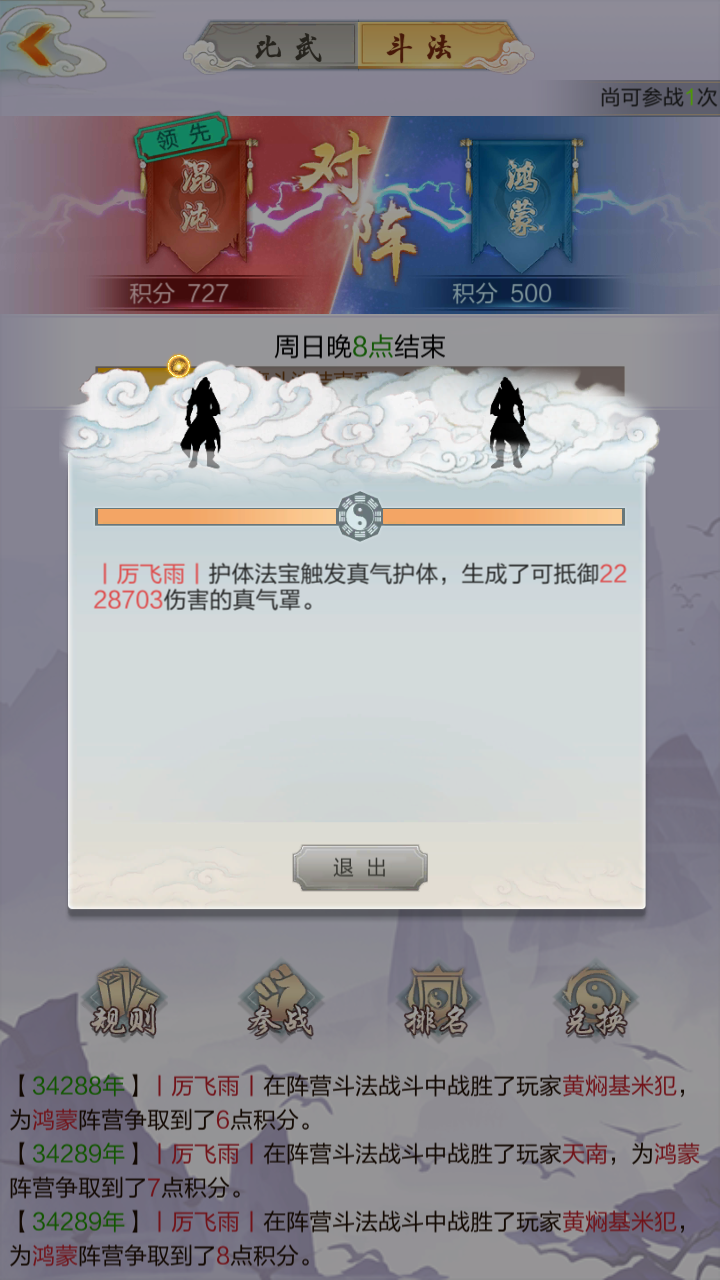 比武
斗法
尚可参战1次
领先
混沌
对阵
鸿蒙
积分 727
积分 500
周日晚8点结束
丨厉飞雨丨护体法宝触发真气护体，生成了可抵御22
28703伤害的真气罩。
退出
规则
参战
排名
兑换
【34288年】丨厉飞雨丨在阵营斗法战斗中战胜了玩家黄焖基米犯，
为鸿蒙阵营争取到了6点积分。
【34289年】丨厉飞雨丨在阵营斗法战斗中战胜了玩家天南，为鸿蒙
阵营争取到了7点积分。
【34289年】丨厉飞雨丨在阵营斗法战斗中战胜了玩家黄焖基米犯，
为鸿蒙阵营争取到了8点积分。